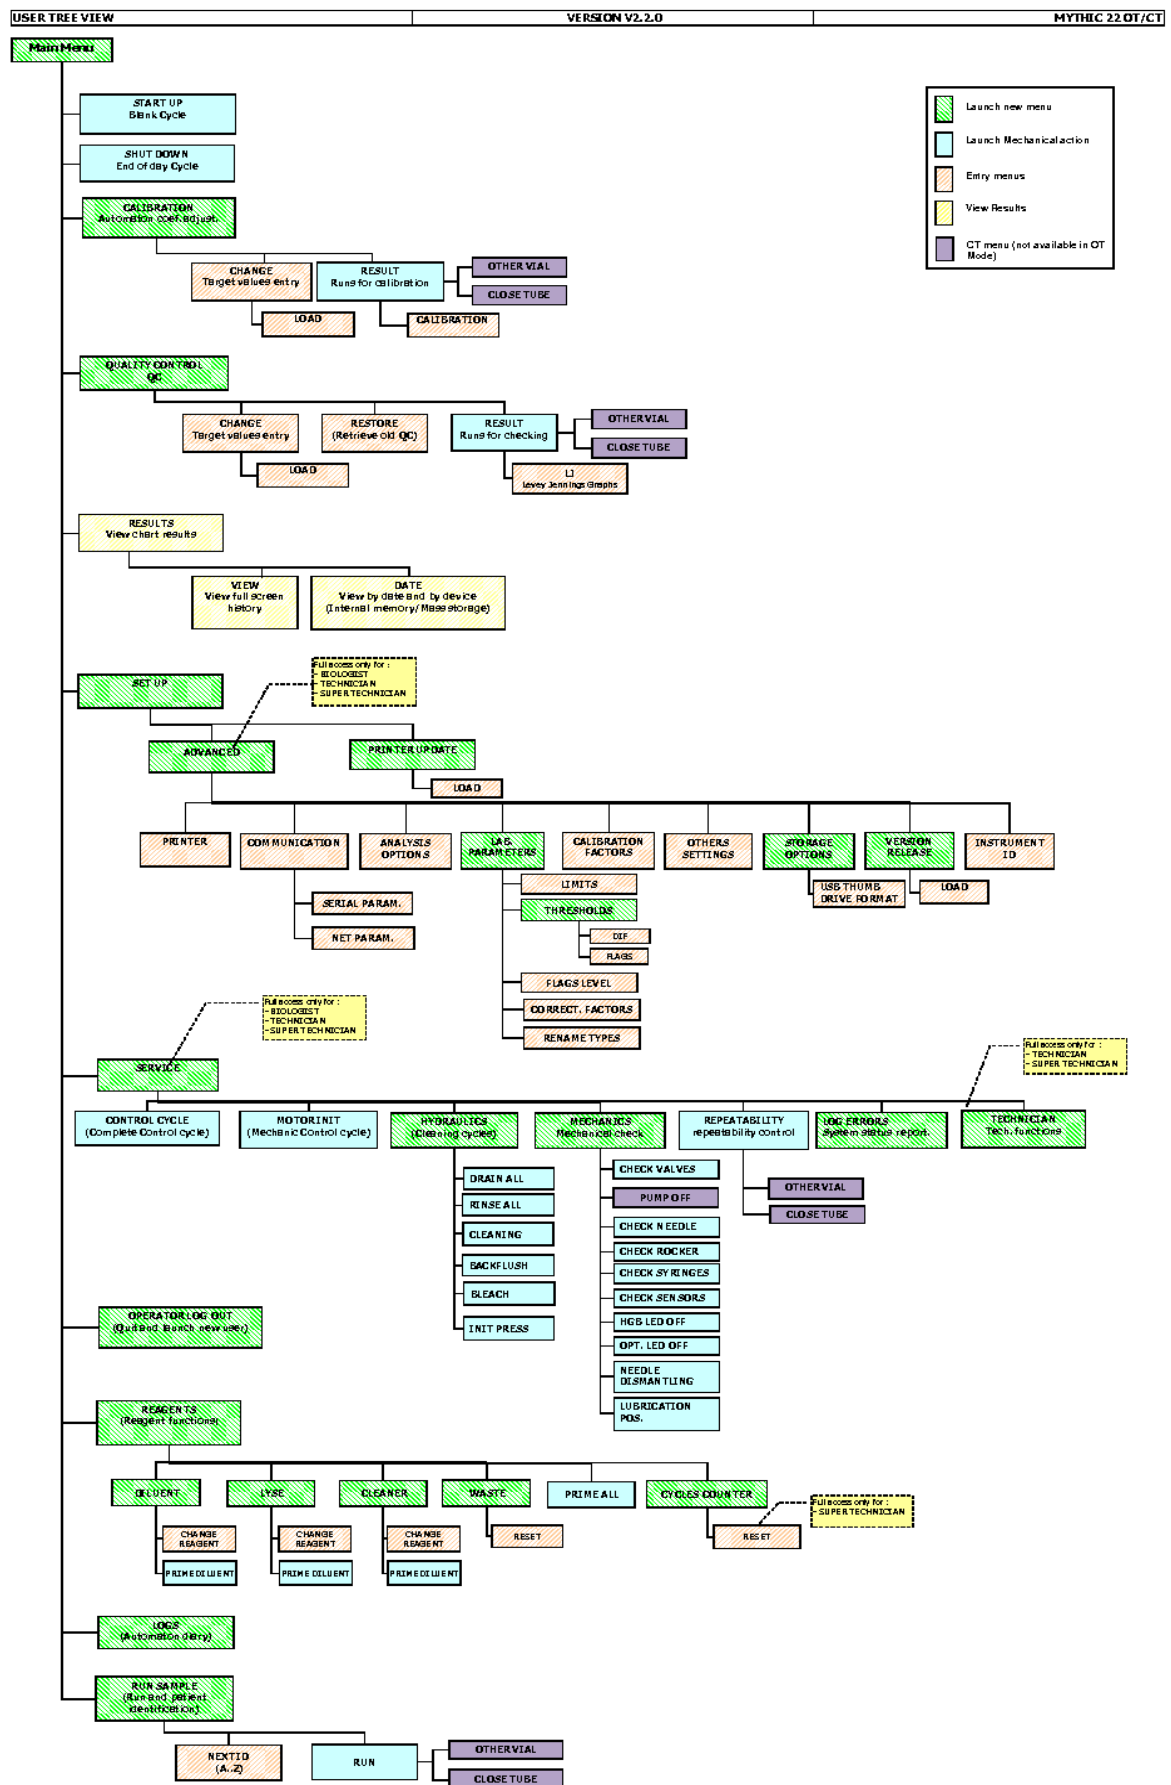 USER TREE VIEW
VERSION V2.2.0
MYTHIC 22 OT/CT
Main Menu
Launch new menu
Launch Mechanical action
Entry menus
View Results
CT menu (not available in OT
Mode)
START UP
Blank Cycle
SHUT DOWN
End of day Cycle
CALIBRATION
Automaton coef. adjust.
CHANGE
Target values entry
RESULT
Runs for calibration
OTHER VIAL
CLOSE TUBE
LOAD
CALIBRATION
QUALITY CONTROL
QC
CHANGE
Target values entry
RESTORE
(Retrieve old QC)
RESULT
Runs for checking
OTHER VIAL
CLOSE TUBE
LOAD
LJ
Levey Jennings Graphs
RESULTS
View chart results
VIEW
View full screen
history
DATE
View by date and by device
(Internal memory/ Mass storage)
Full access only for :
- BIOLOGIST
- TECHNICIAN
- SUPER TECHNICIAN
SET UP
ADVANCED
PRINTER UPDATE
LOAD
PRINTER
COMMUNICATION
ANALYSIS
OPTIONS
LAB.
PARAMETERS
CALIBRATION
FACTORS
OTHERS
SETTINGS
STORAGE
OPTIONS
VERSION
RELEASE
INSTRUMENT
ID
SERIAL PARAM.
NET PARAM.
LIMITS
THRESHOLDS
DIF
FLAGS
FLAGS LEVEL
CORRECT. FACTORS
RENAME TYPES
USB THUMB
DRIVE FORMAT
LOAD
Full access only for :
- BIOLOGIST
- TECHNICIAN
- SUPER TECHNICIAN
Full access only for :
- TECHNICIAN
- SUPER TECHNICIAN
SERVICE
CONTROL CYCLE
(Complete Control cycle)
MOTOR INIT
(Mechanic Control cycle)
HYDRAULICS
(Cleaning cycles)
MECHANICS
Mechanical check
REPEATABILITY
repeatability control
LOG ERRORS
System status report.
TECHNICIAN
Tech. functions
DRAIN ALL
RINSE ALL
CLEANING
BACKFLUSH
BLEACH
INIT PRESS
CHECK VALVES
PUMP OFF
CHECK NEEDLE
CHECK ROCKER
CHECK SYRINGES
CHECK SENSORS
HGB LED OFF
OPT. LED OFF
NEEDLE
DISMANTLING
LUBRICATION
POS.
OTHER VIAL
CLOSE TUBE
OPERATOR LOG OUT
(Quit and launch new user)
REAGENTS
(Reagent functions)
DILUENT
LYSE
CLEANER
WASTE
PRIME ALL
CYCLES COUNTER
Full access only for :
- SUPER TECHNICIAN
CHANGE
REAGENT
PRIME DILUENT
CHANGE
REAGENT
PRIME DILUENT
CHANGE
REAGENT
PRIME DILUENT
RESET
RESET
LOGS
(Automaton diary)
RUN SAMPLE
(Run and patient
identification)
NEXT ID
(A..Z)
RUN
OTHER VIAL
CLOSE TUBE